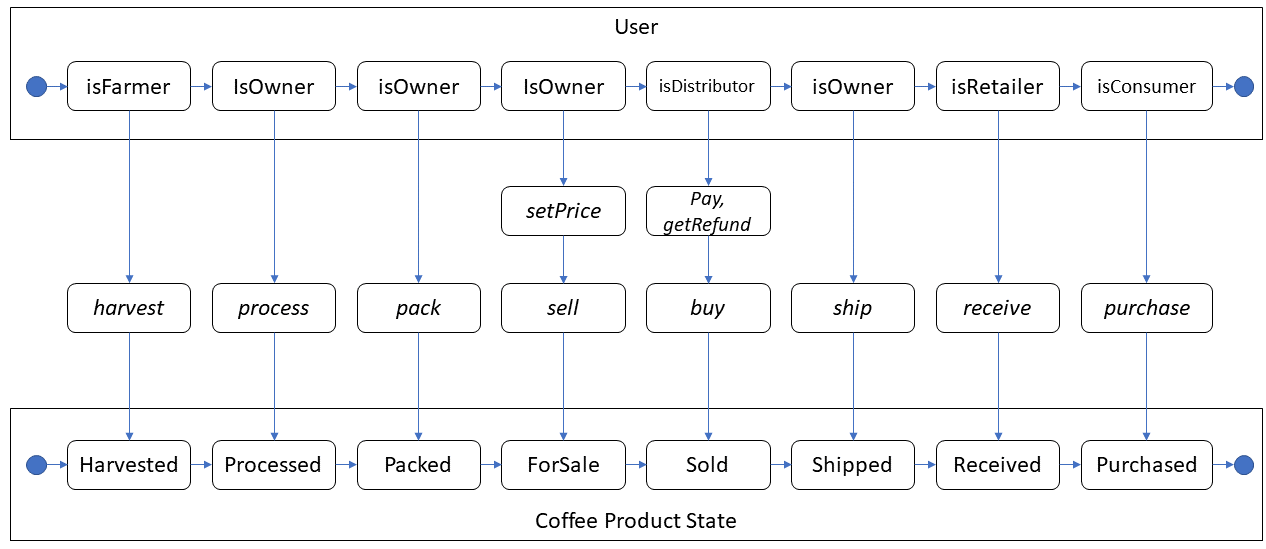 User
isFarmer
IsOwner
isOwner
IsOwner
isDistributor
isOwner
isRetailer
isConsumer
setPrice
Pay,
getRefund
harvest
process
pack
sell
buy
ship
receive
purchase
Harvested
Processed
Packed
ForSale
Sold
Shipped
Received
Purchased
Coffee Product State